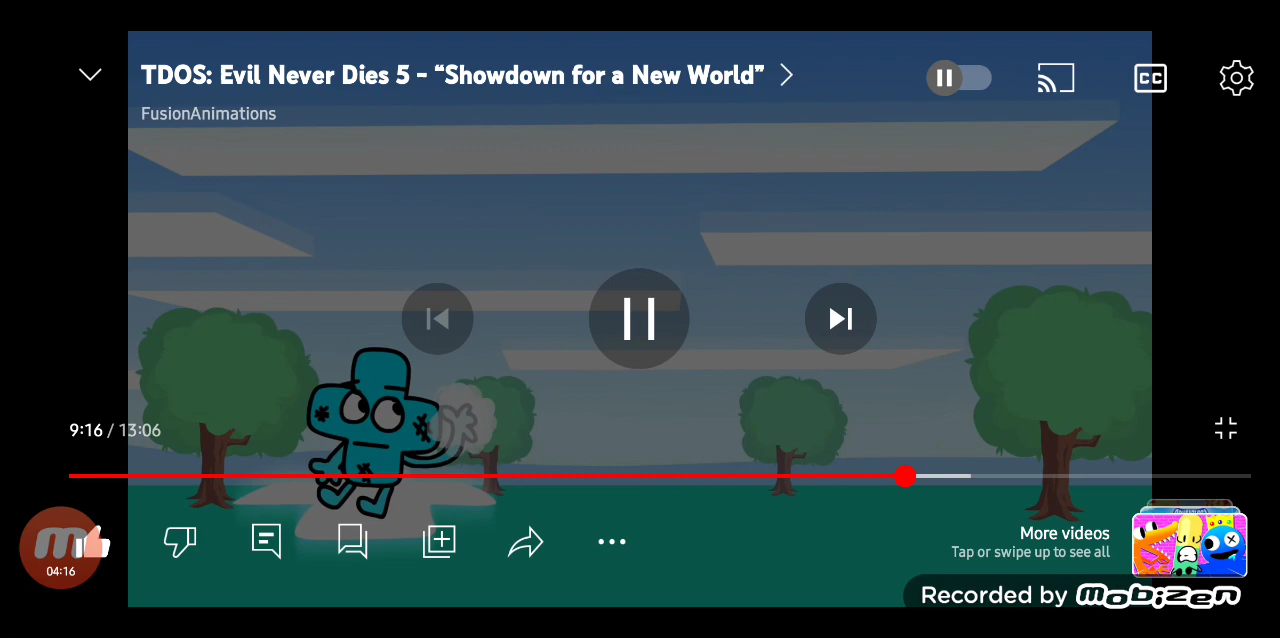 TDOS: Evil Never Dies 5 - “Showdown for a New World”
CC
FusionAnimations
9:16 / 13:06
More videos
Tap or swipe up to see all
m
04:16
Recorded by mobizen